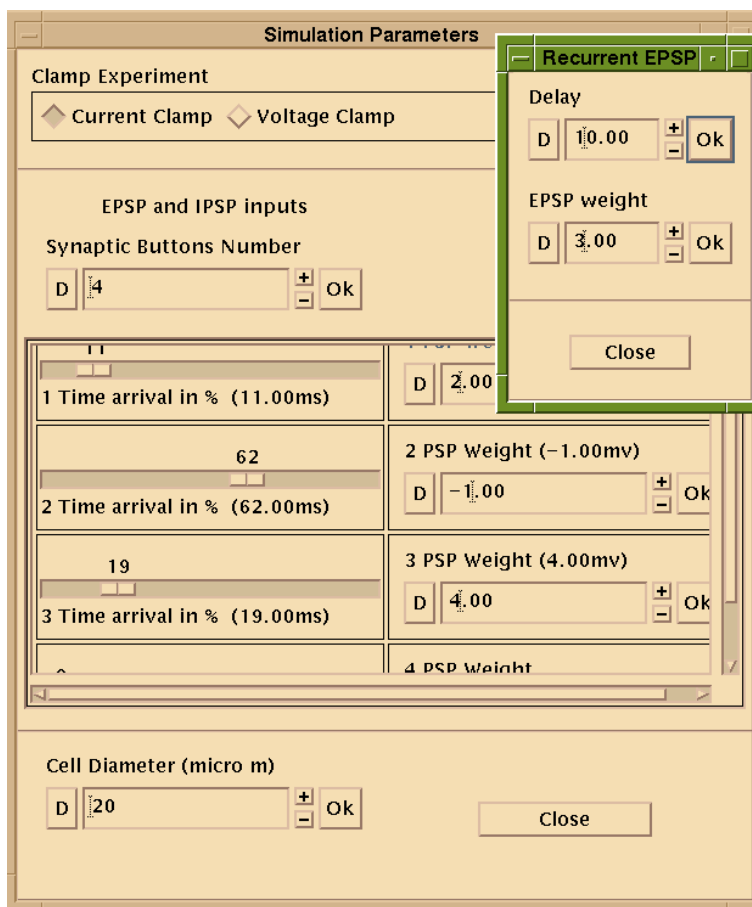 Simulation Parameters
Clamp Experiment
Current Clamp Voltage Clamp
EPSP and IPSP inputs
Synaptic Buttons Number
D 4 + − Ok
11
1 Time arrival in % (11.00ms)
D 2.00
62
2 Time arrival in % (62.00ms)
2 PSP Weight (−1.00mv)
D −1.00 + − Ok
19
3 Time arrival in % (19.00ms)
3 PSP Weight (4.00mv)
D 4.00 + − Ok
4 PSP Weight
Cell Diameter (micro m)
D 20 + − Ok
Close
Recurrent EPSP
Delay
D 10.00 + − Ok
EPSP weight
D 3.00 + − Ok
Close